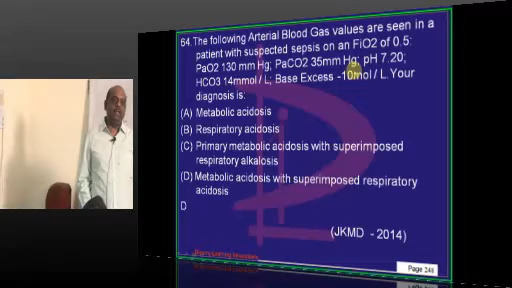 64.The following Arterial Blood Gas values are seen in a
patient with suspected sepsis on an FiO2 of 0.5:
PaO2 130 mm Hg; PaCO2 35mm Hg; pH 7.20;
HCO3 14mmol / L; Base Excess -10mol / L.Your
diagnosis is:
(A) Metabolic acidosis
(B) Respiratory acidosis
(C) Primary metabolic acidosis with superimposed
respiratory alkalosis
(D) Metabolic acidosis with superimposed respiratory
acidosis
D
(JKMD - 2014)
Page 248